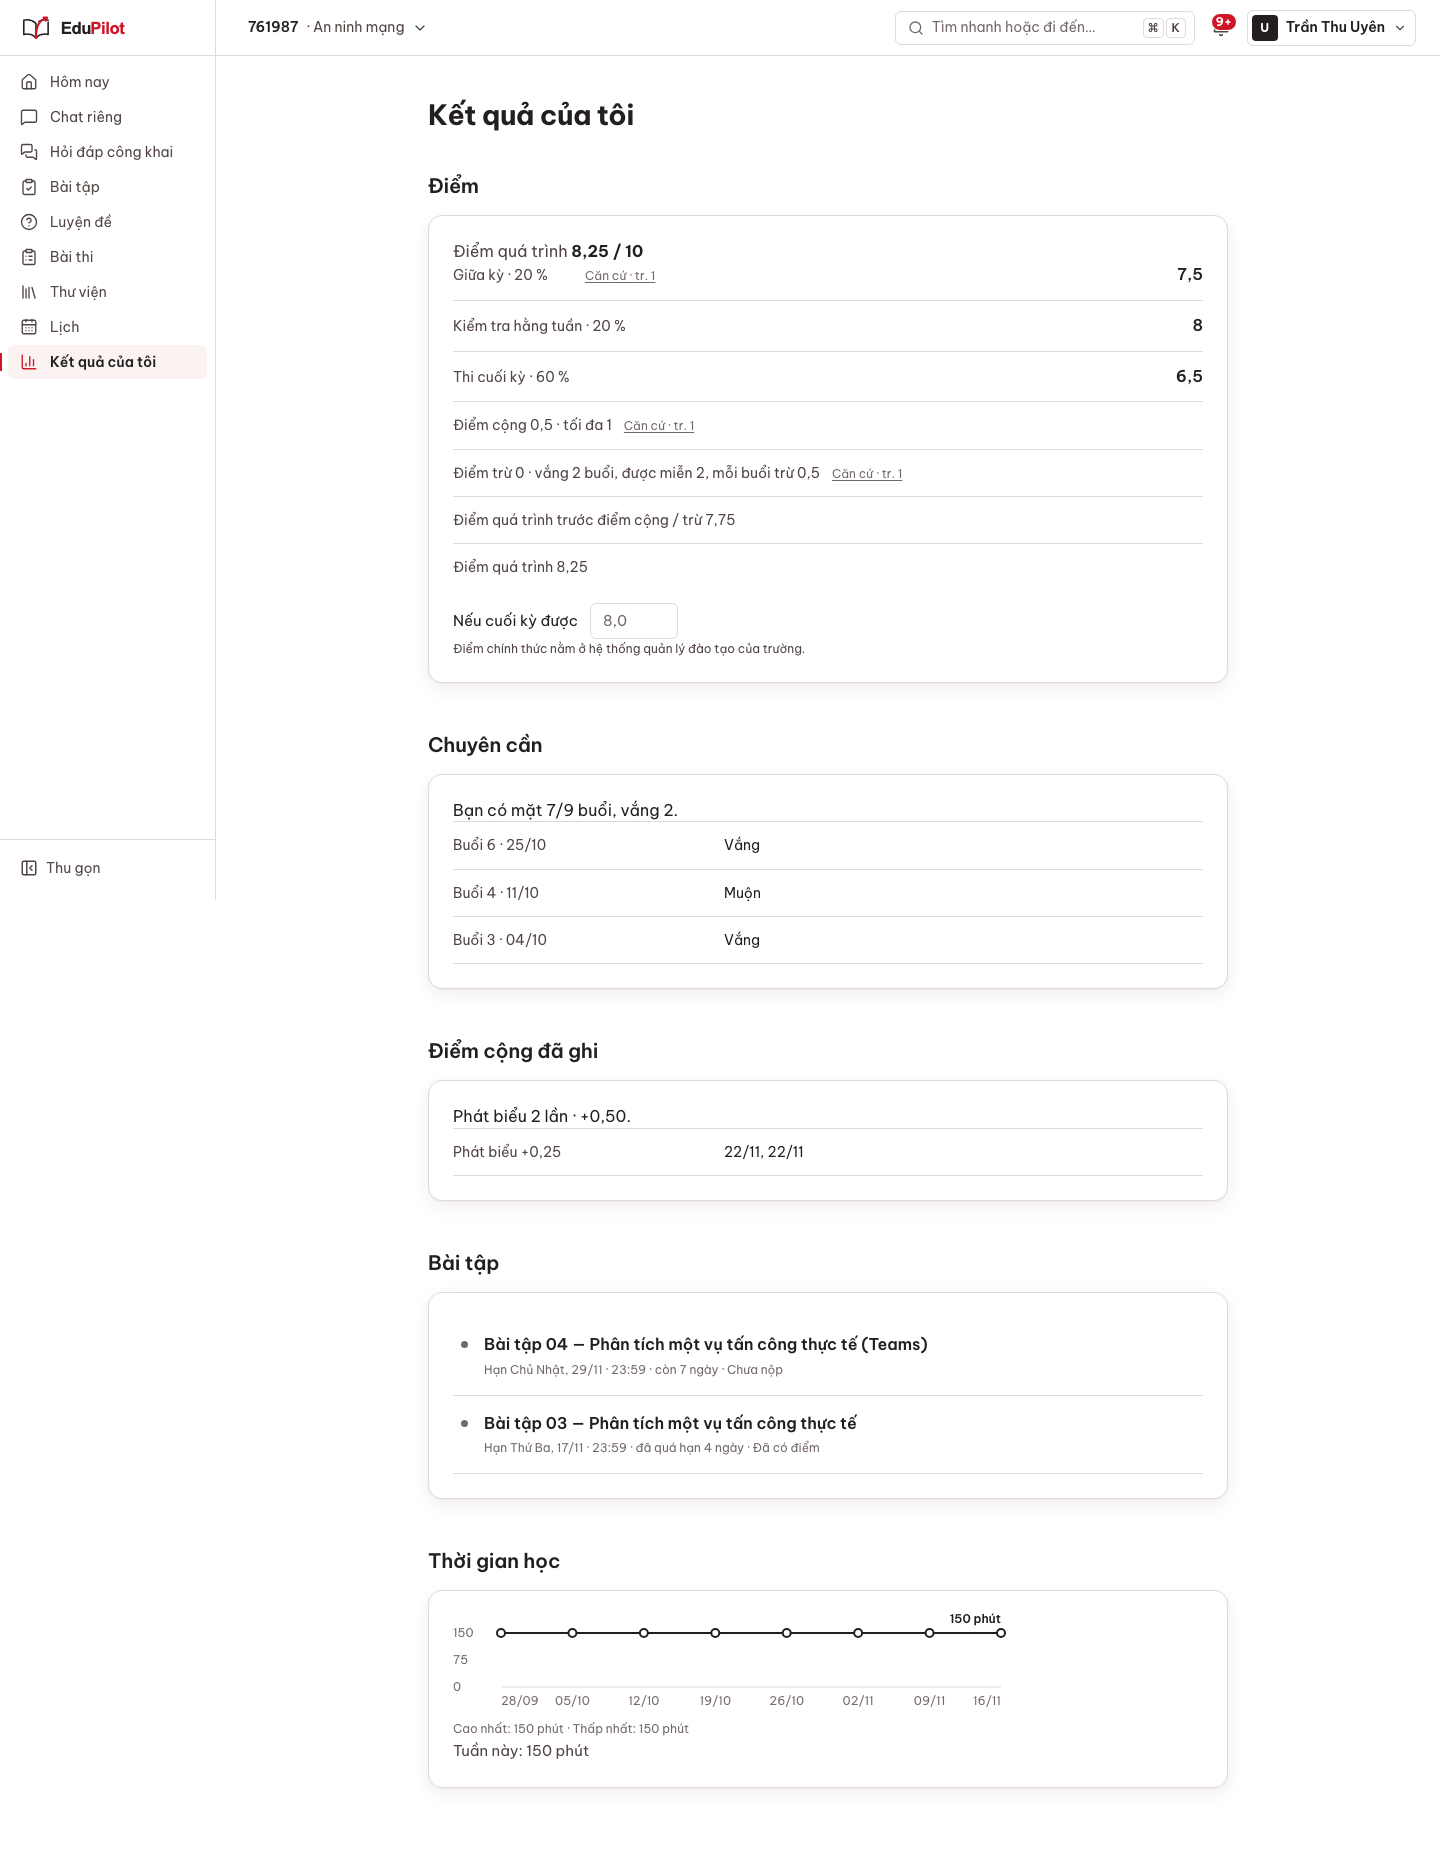 EduPilot
761987 · An ninh mạng
Tìm nhanh hoặc đi đến...
⌘ K
9+
U Trần Thu Uyên
Hôm nay
Chat riêng
Hỏi đáp công khai
Bài tập
Luyện đề
Bài thi
Thư viện
Lịch
Kết quả của tôi
Thu gọn
Kết quả của tôi
Điểm
Điểm quá trình 8,25 / 10
Giữa kỳ · 20 % Căn cứ · tr. 1 7,5
Kiểm tra hằng tuần · 20 % 8
Thi cuối kỳ · 60 % 6,5
Điểm cộng 0,5 · tối đa 1 Căn cứ · tr. 1
Điểm trừ 0 · vắng 2 buổi, được miễn 2, mỗi buổi trừ 0,5 Căn cứ · tr. 1
Điểm quá trình trước điểm cộng / trừ 7,75
Điểm quá trình 8,25
Nếu cuối kỳ được 8,0
Điểm chính thức nằm ở hệ thống quản lý đào tạo của trường.
Chuyên cần
Bạn có mặt 7/9 buổi, vắng 2.
Buổi 6 · 25/10 Vắng
Buổi 4 · 11/10 Muộn
Buổi 3 · 04/10 Vắng
Điểm cộng đã ghi
Phát biểu 2 lần · +0,50.
Phát biểu +0,25 22/11, 22/11
Bài tập
Bài tập 04 — Phân tích một vụ tấn công thực tế (Teams)
Hạn Chủ Nhật, 29/11 · 23:59 · còn 7 ngày · Chưa nộp
Bài tập 03 — Phân tích một vụ tấn công thực tế
Hạn Thứ Ba, 17/11 · 23:59 · đã quá hạn 4 ngày · Đã có điểm
Thời gian học
150 phút
150
75
0
28/09 05/10 12/10 19/10 26/10 02/11 09/11 16/11
Cao nhất: 150 phút · Thấp nhất: 150 phút
Tuần này: 150 phút